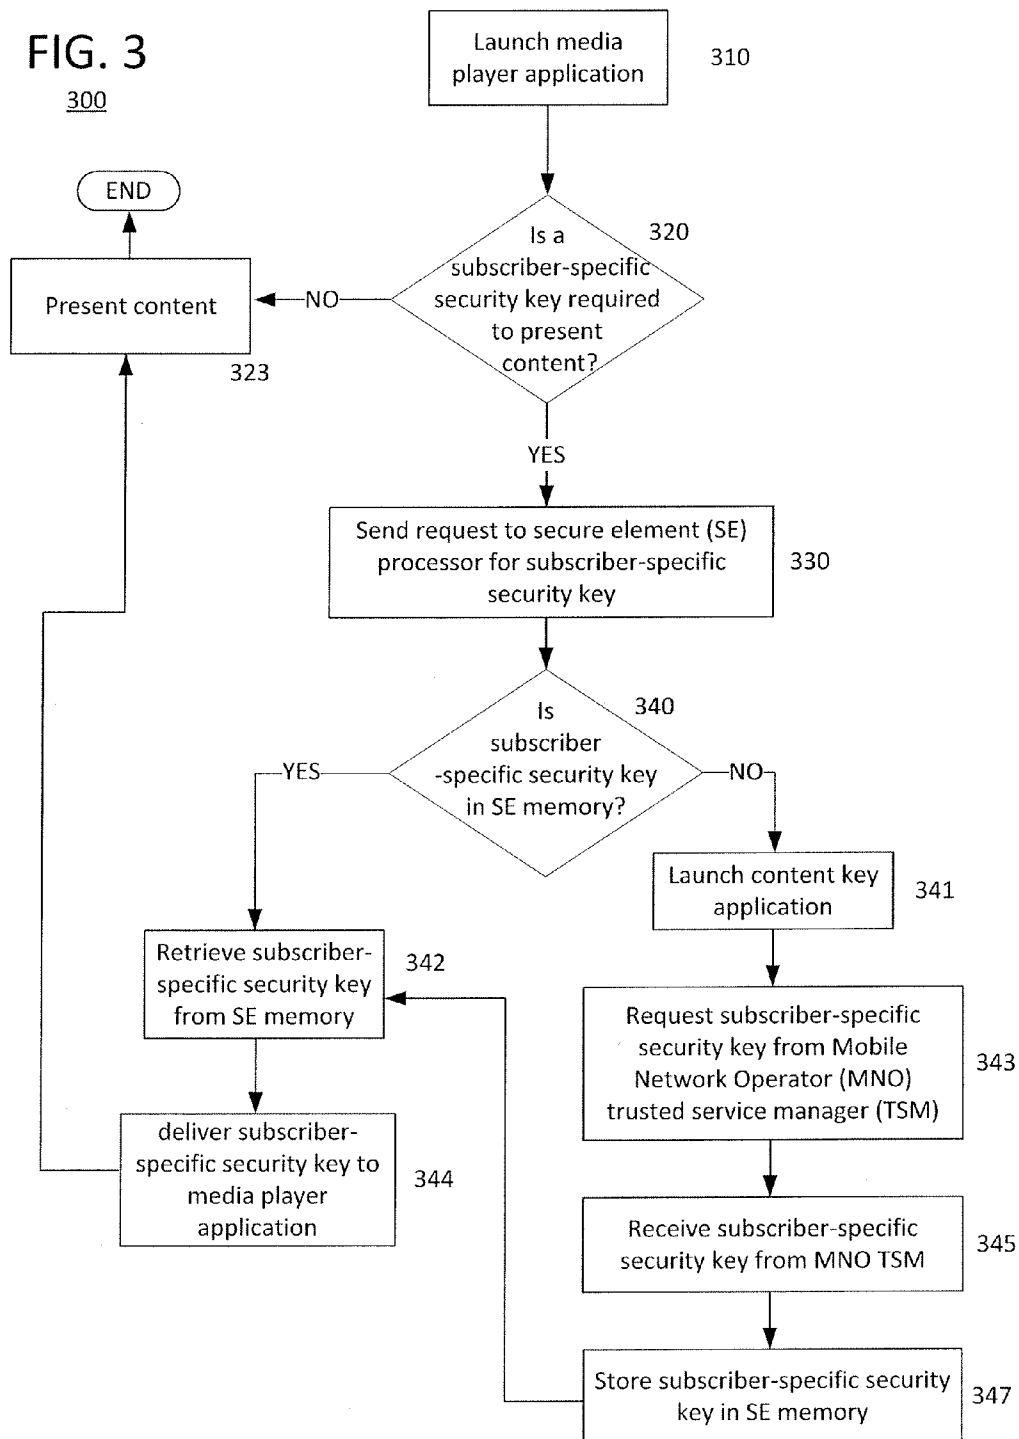 FIG. 3
300
Launch media
player application
310
END
Is a
subscriber-specific
security key required
to present
content?
320
NO
Present content
323
YES
Send request to secure element (SE)
processor for subscriber-specific
security key
330
Is
subscriber
-specific security key
in SE memory?
340
YES
NO
Launch content key
application
341
Retrieve subscriber-
specific security key
from SE memory
342
Request subscriber-specific
security key from Mobile
Network Operator (MNO)
trusted service manager (TSM)
343
deliver subscriber-
specific security key to
media player
application
344
Receive subscriber-specific
security key from MNO TSM
345
Store subscriber-specific security
key in SE memory
347